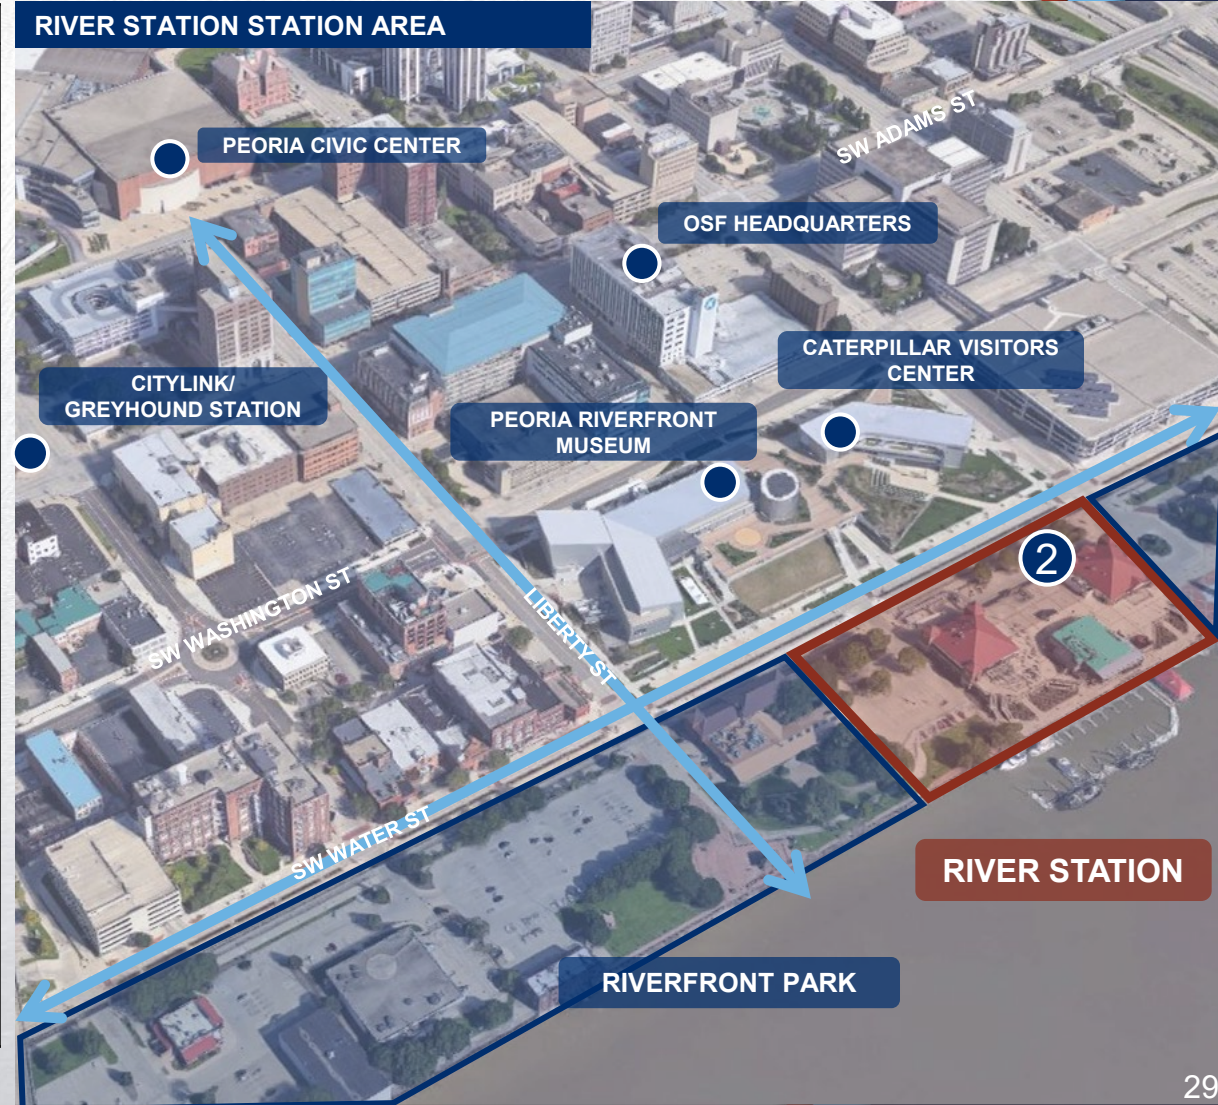 RIVER STATION STATION AREA
SW ADAMS ST
PEORIA CIVIC CENTER
OSF HEADQUARTERS
CATERPILLAR VISITORS
CENTER
CITYLINK/
GREYHOUND STATION
PEORIA RIVERFRONT
MUSEUM
2
SW WASHINGTON ST
LIBERTY ST
SW WATER ST
RIVER STATION
RIVERFRONT PARK
29